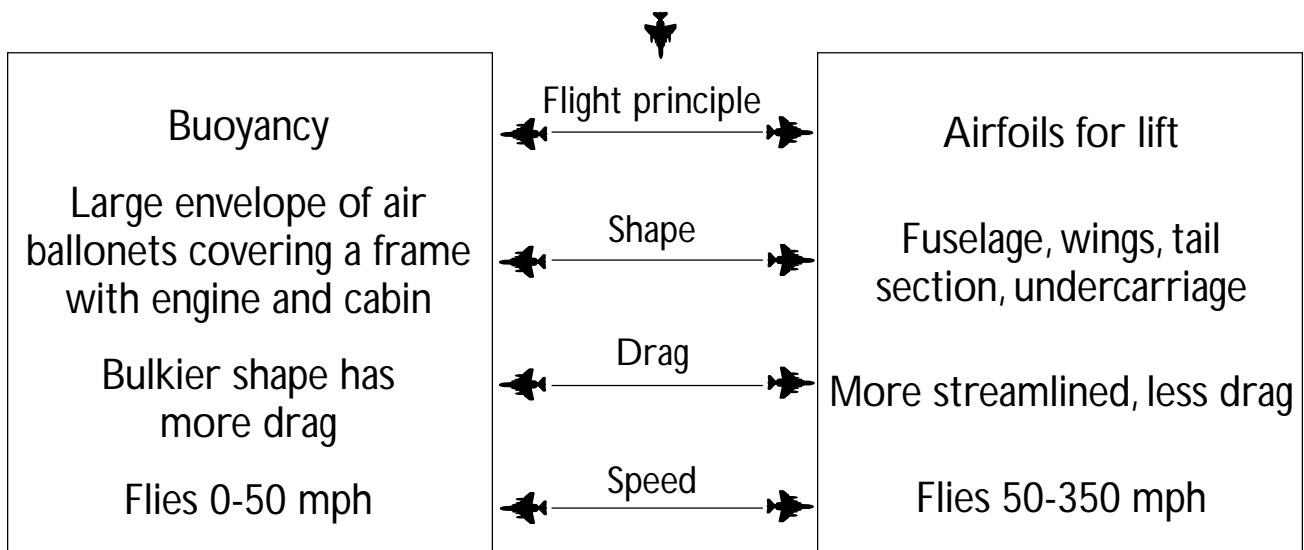 Flight principle
Buoyancy
Airfoils for lift
Large envelope of air
ballonets covering a frame
with engine and cabin
Shape
Fuselage, wings, tail
section, undercarriage
Drag
Bulkier shape has
more drag
More streamlined, less drag
Speed
Flies 0-50 mph
Flies 50-350 mph